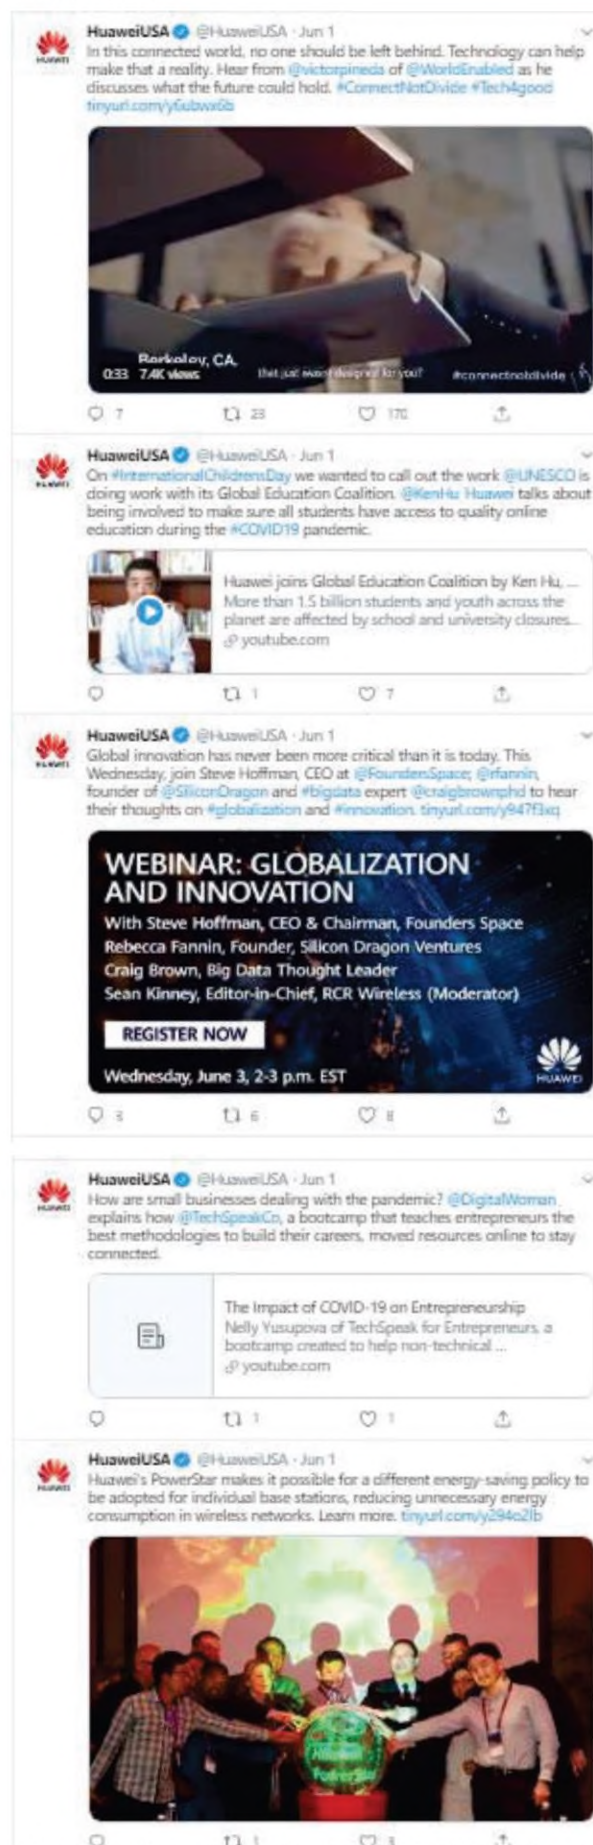 HuaweiUSA @HuaweiUSA · Jun 1
In this connected world, no one should be left behind. Technology can help
make that a reality. Hear from @victorpineda of @WorldEnabled as he
discusses what the future could hold. #ConnectNotDivide #Tech4good
tinyurl.com/y6ubwx6b
Berkeley, CA.
0:33 7.4K views
that just wasn't designed for you?
#connectnotdivide
7 23 170
HUAWEI
HuaweiUSA @HuaweiUSA · Jun 1
On #InternationalChildrensDay we wanted to call out the work @UNESCO is
doing work with its Global Education Coalition. @KenHu Huawei talks about
being involved to make sure all students have access to quality online
education during the #COVID19 pandemic.
Huawei joins Global Education Coalition by Ken Hu, ...
More than 1.5 billion students and youth across the
planet are affected by school and university closures...
youtube.com
1 7
HUAWEI
HuaweiUSA @HuaweiUSA · Jun 1
Global innovation has never been more critical than it is today. This
Wednesday, join Steve Hoffman, CEO at @FoundersSpace; @rfannin,
founder of @SiliconDragon and #bigdata expert @craigbrownphd to hear
their thoughts on #globalization and #innovation. tinyurl.com/y947f3xq
WEBINAR: GLOBALIZATION
AND INNOVATION
With Steve Hoffman, CEO & Chairman, Founders Space
Rebecca Fannin, Founder, Silicon Dragon Ventures
Craig Brown, Big Data Thought Leader
Sean Kinney, Editor-in-Chief, RCR Wireless (Moderator)
REGISTER NOW
Wednesday, June 3, 2-3 p.m. EST
HUAWEI
3 6 8
HUAWEI
HuaweiUSA @HuaweiUSA · Jun 1
How are small businesses dealing with the pandemic? @DigitalWoman
explains how @TechSpeakCo, a bootcamp that teaches entrepreneurs the
best methodologies to build their careers, moved resources online to stay
connected.
The Impact of COVID-19 on Entrepreneurship
Nelly Yusupova of TechSpeak for Entrepreneurs, a
bootcamp created to help non-technical ...
youtube.com
1 1
HUAWEI
HuaweiUSA @HuaweiUSA · Jun 1
Huawei's PowerStar makes it possible for a different energy-saving policy to
be adopted for individual base stations, reducing unnecessary energy
consumption in wireless networks. Learn more. tinyurl.com/y294o2lb
PowerStar
1 3